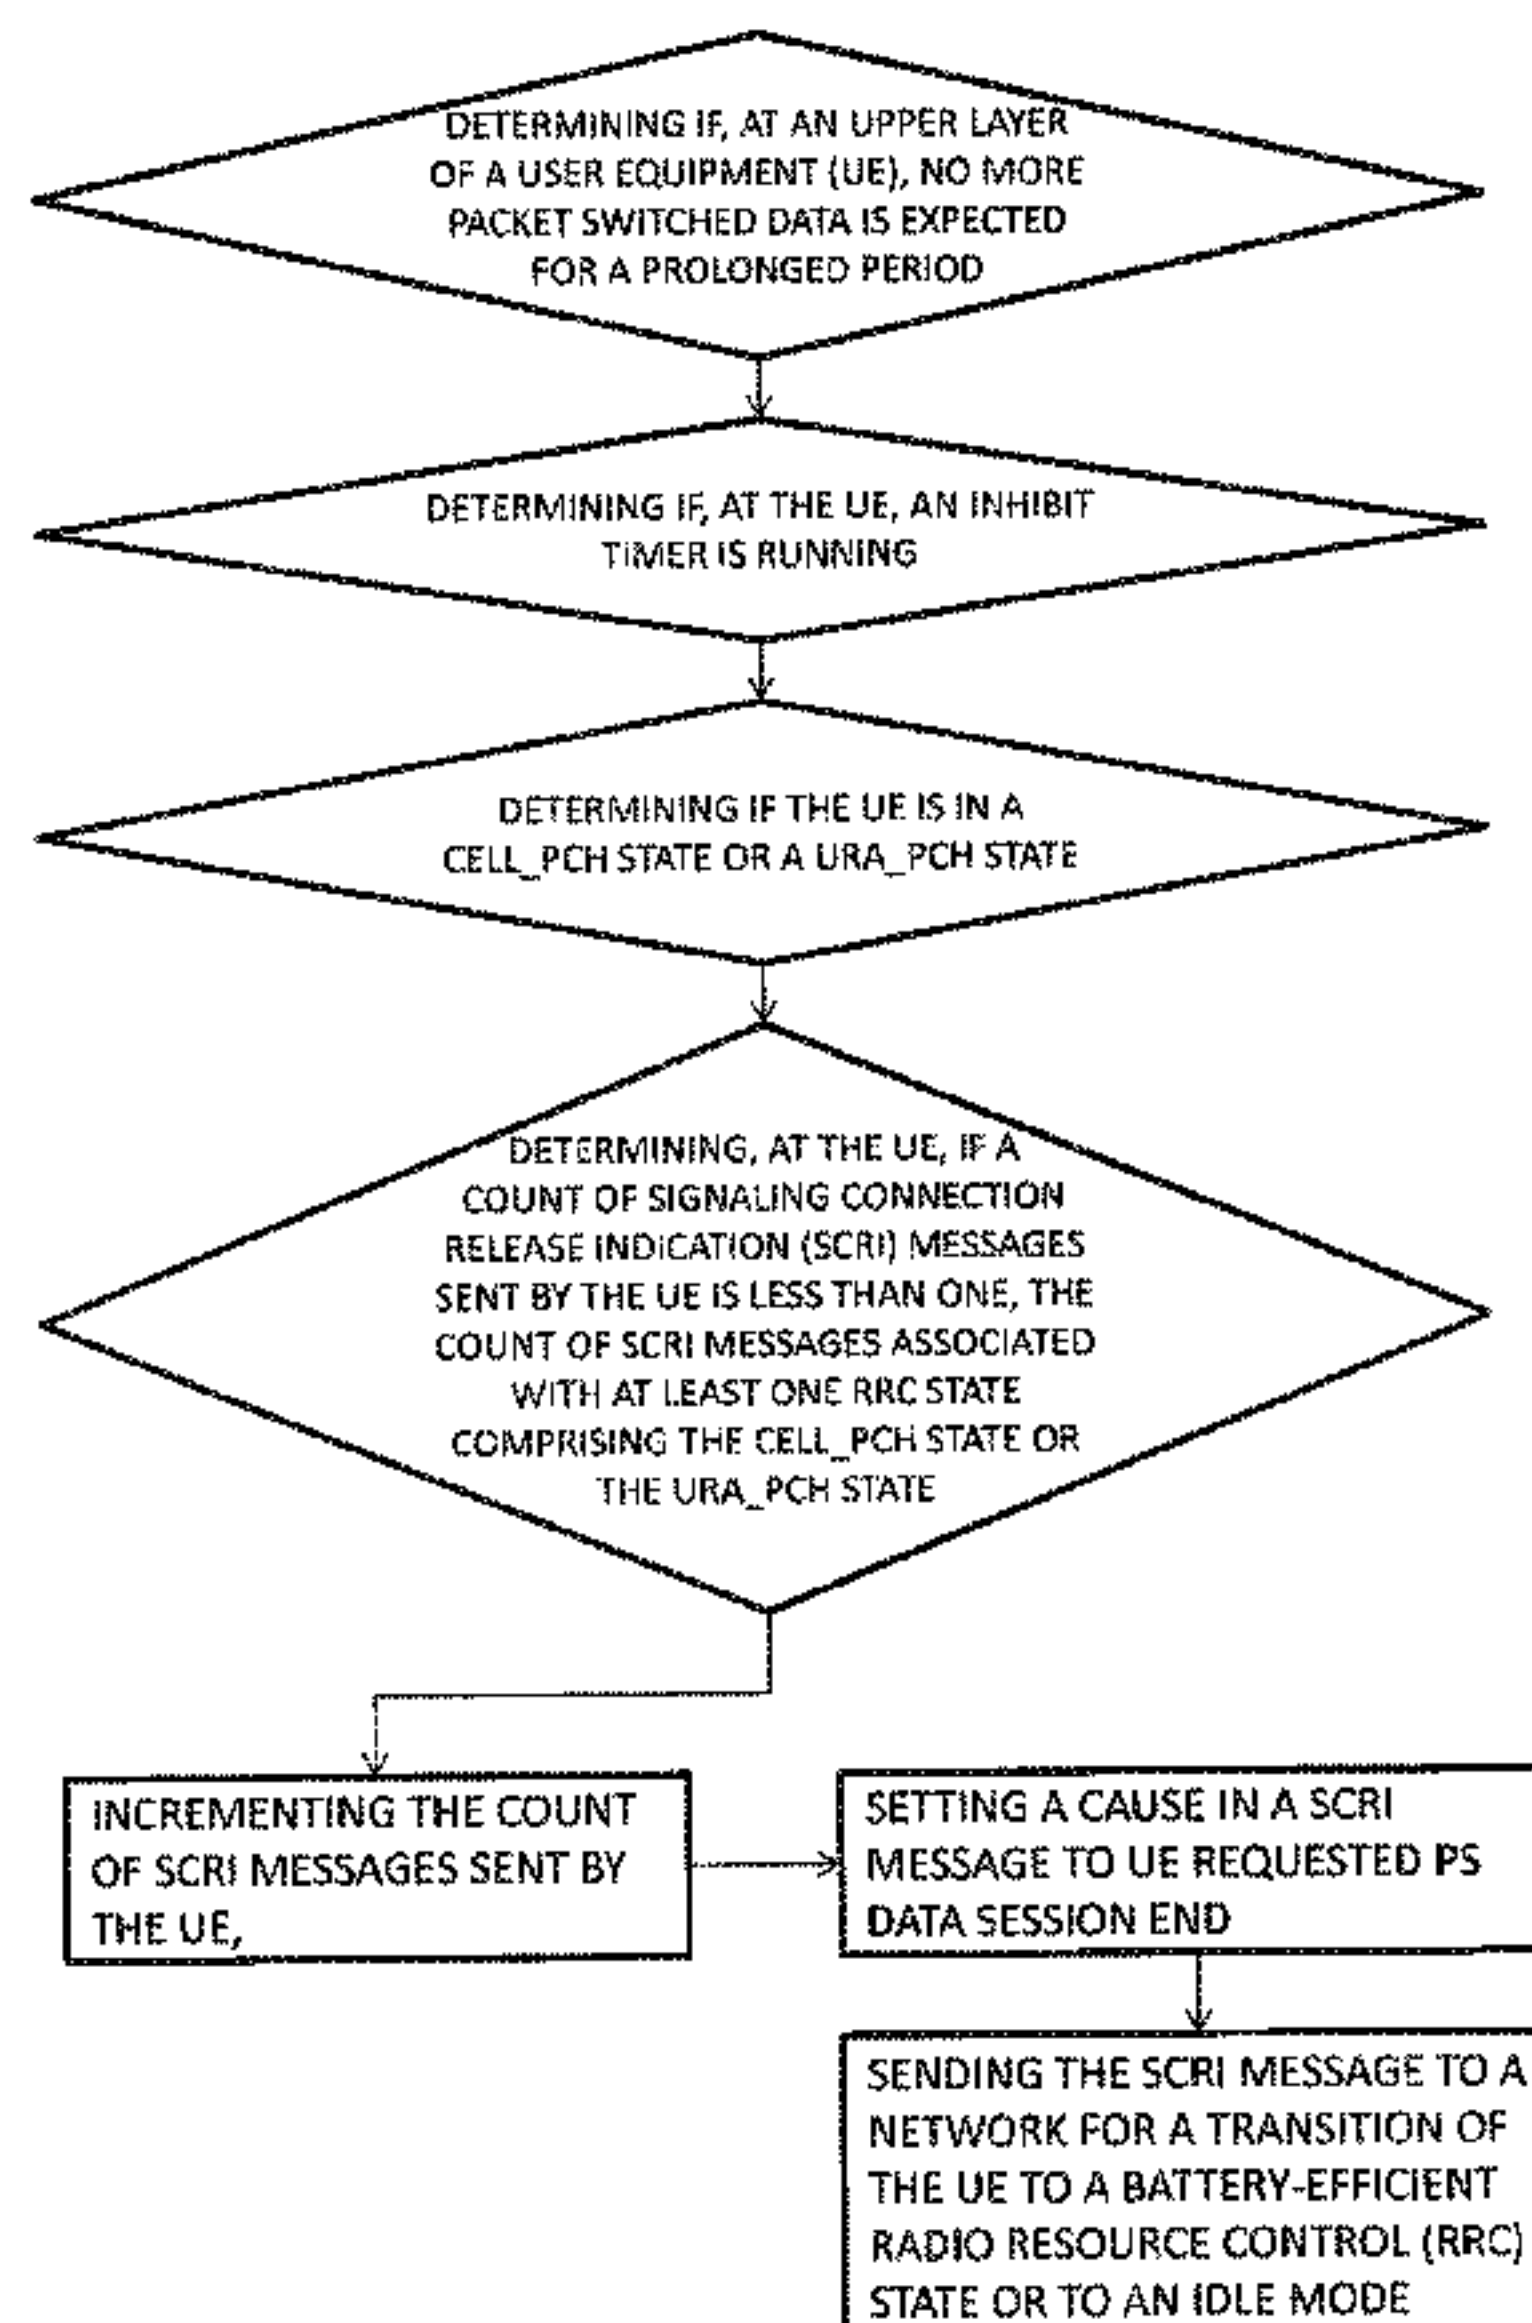 DETERMINING IF, AT AN UPPER LAYER
OF A USER EQUIPMENT (UE), NO MORE
PACKET SWITCHED DATA IS EXPECTED
FOR A PROLONGED PERIOD
DETERMINING IF, AT THE UE, AN INHIBIT
TIMER IS RUNNING
DETERMINING IF THE UE IS IN A
CELL_PCH STATE OR A URA_PCH STATE
DETERMINING, AT THE UE, IF A
COUNT OF SIGNALING CONNECTION
RELEASE INDICATION (SCRI) MESSAGES
SENT BY THE UE IS LESS THAN ONE, THE
COUNT OF SCRI MESSAGES ASSOCIATED
WITH AT LEAST ONE RRC STATE
COMPRISING THE CELL_PCH STATE OR
THE URA_PCH STATE
INCREMENTING THE COUNT
OF SCRI MESSAGES SENT BY
THE UE,
SETTING A CAUSE IN A SCRI
MESSAGE TO UE REQUESTED PS
DATA SESSION END
SENDING THE SCRI MESSAGE TO A
NETWORK FOR A TRANSITION OF
THE UE TO A BATTERY-EFFICIENT
RADIO RESOURCE CONTROL (RRC)
STATE OR TO AN IDLE MODE